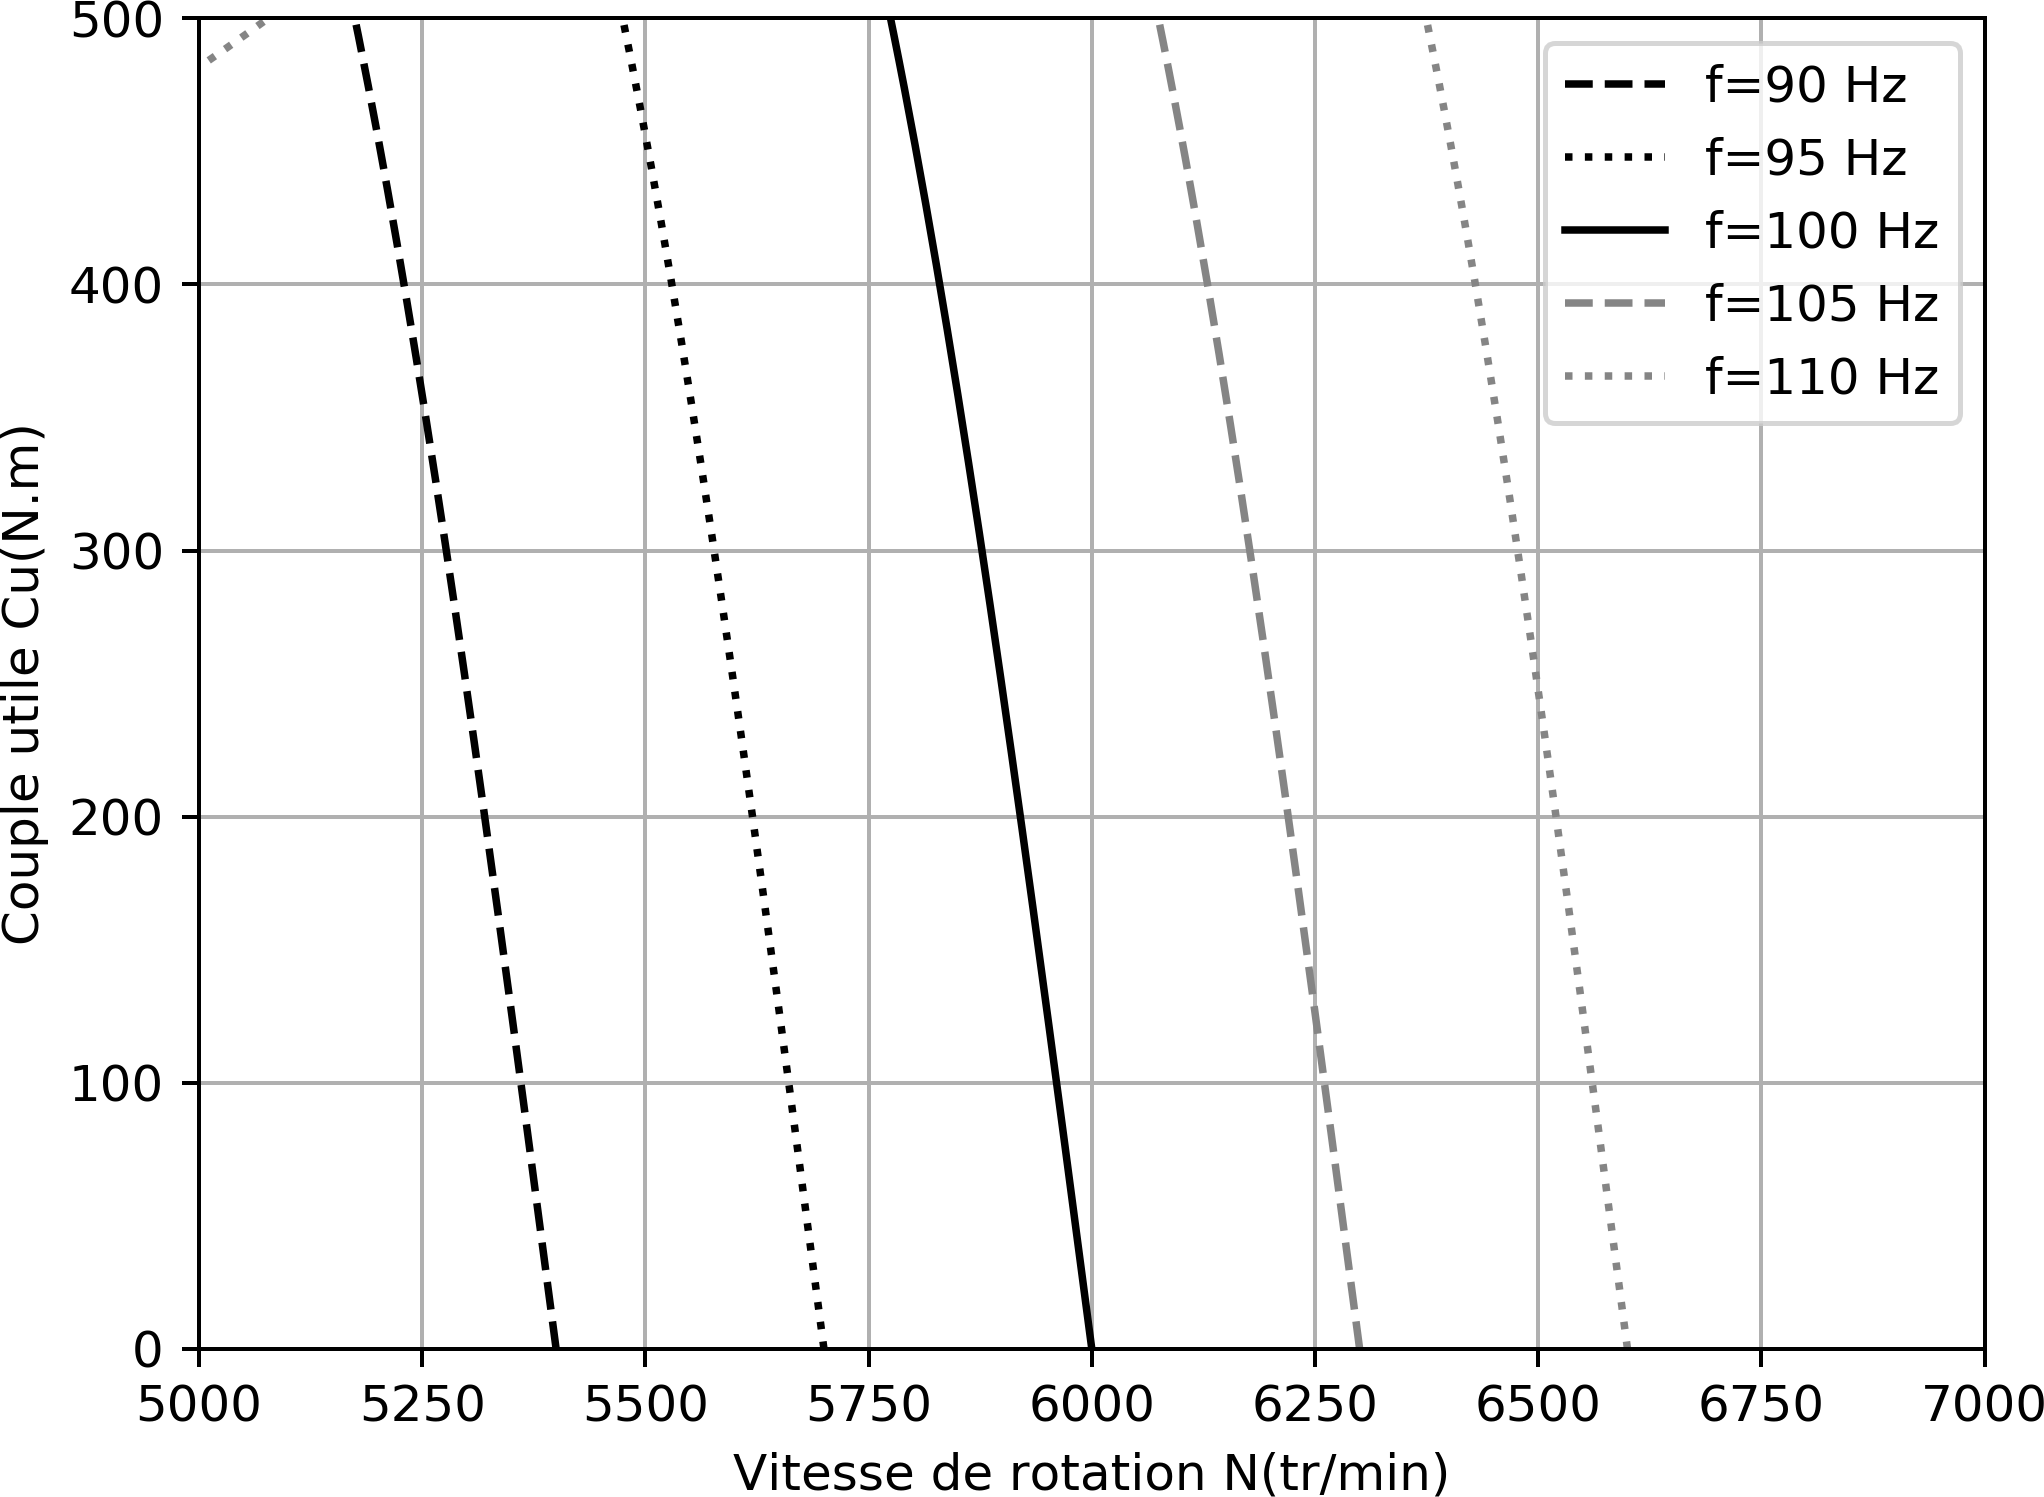 500
400
300
200
100
0
Couple utile Cu(N.m)
f=90 Hz
f=95 Hz
f=100 Hz
f=105 Hz
f=110 Hz
5000 5250 5500 5750 6000 6250 6500 6750 7000
Vitesse de rotation N(tr/min)